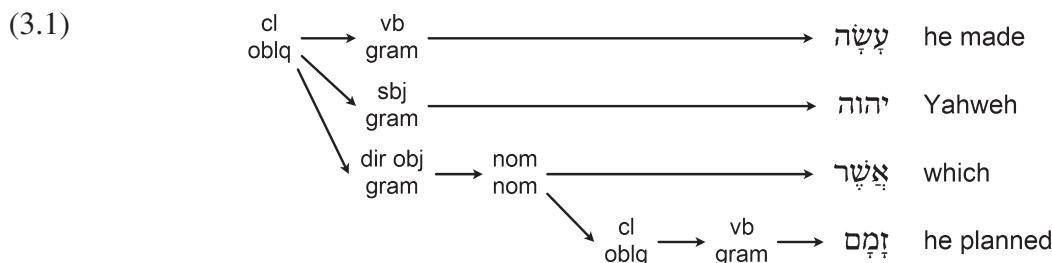 (3.1)
cl vb עָשָׂה he made
oblq gram
sbj יהוה Yahweh
gram
dir obj nom אֲשֶׁר which
gram nom
cl vb זָמָם he planned
oblq gram